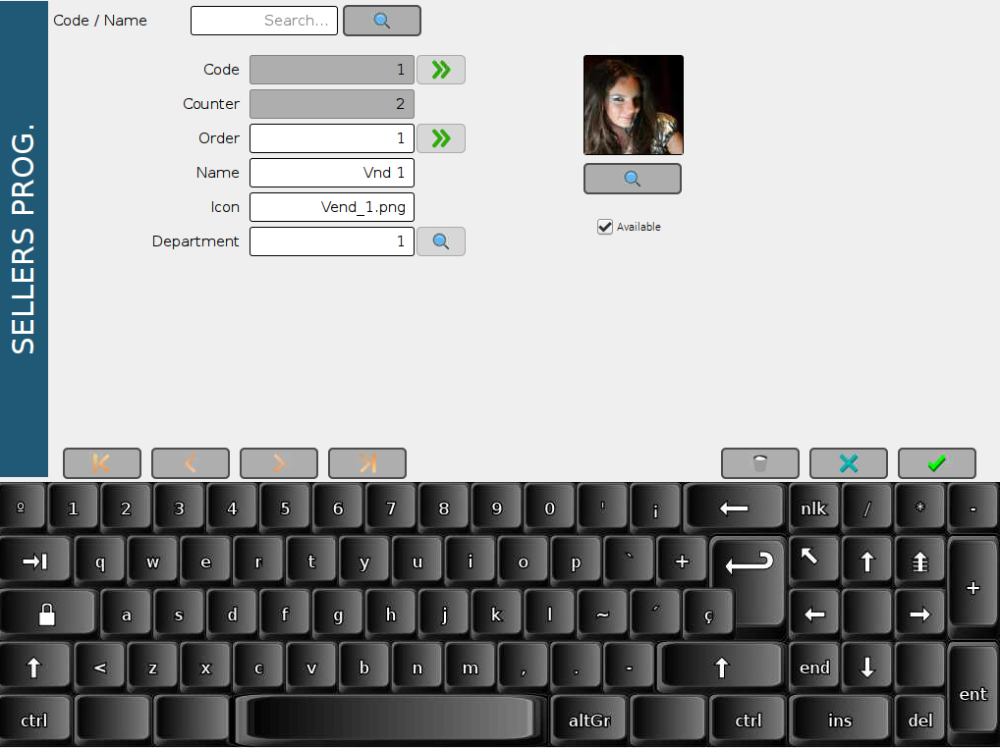 SELLERS PROG.
Code / Name Search...
Code 1
Counter 2
Order 1
Name Vnd 1
Icon Vend_1.png
Department 1
Available
º 1 2 3 4 5 6 7 8 9 0 ' ¡ nlk / * -
q w e r t y u i o p ` +
a s d f g h j k l ~ ´ ç +
< z x c v b n m , . - end
ctrl altGr ctrl ins del ent